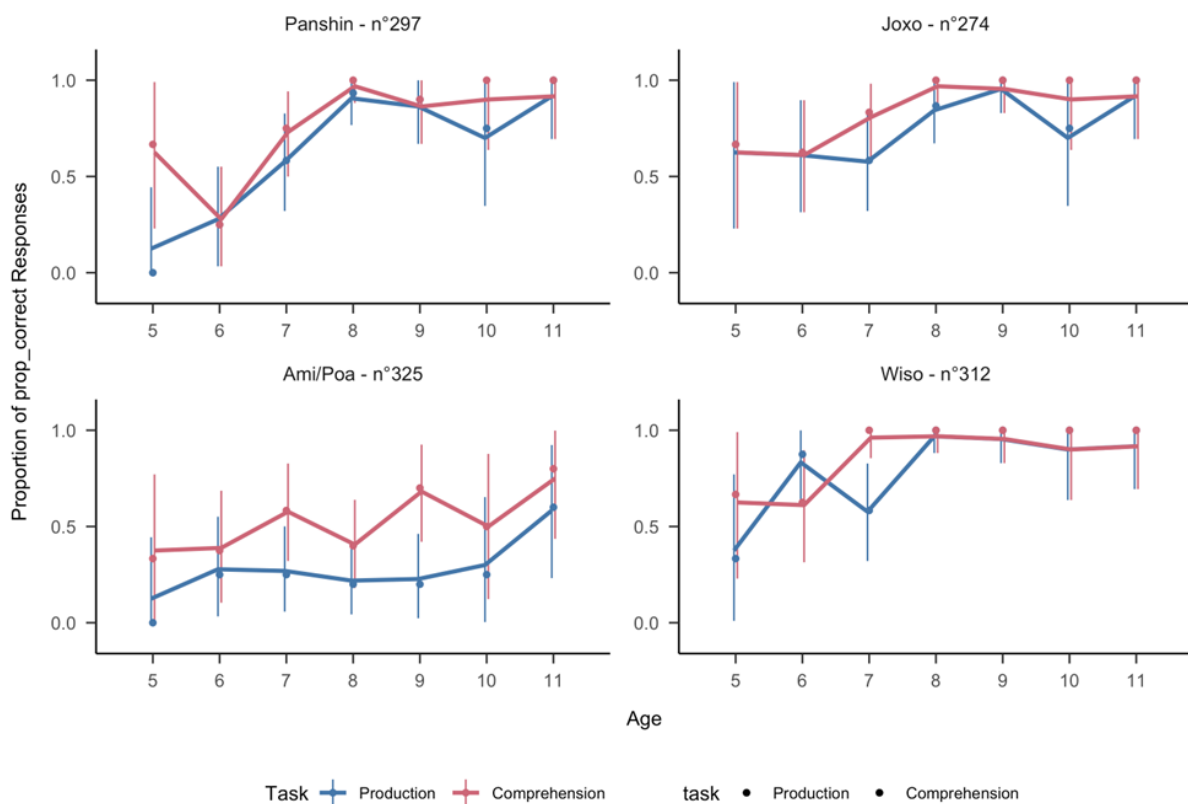 Panshin - n°297
Joxo - n°274
1.0
0.5
0.0
1.0
0.5
0.0
5 6 7 8 9 10 11
5 6 7 8 9 10 11
Proportion of prop_correct Responses
Ami/Poa - n°325
Wiso - n°312
1.0
0.5
0.0
1.0
0.5
0.0
5 6 7 8 9 10 11
5 6 7 8 9 10 11
Age
Task Production Comprehension task Production Comprehension